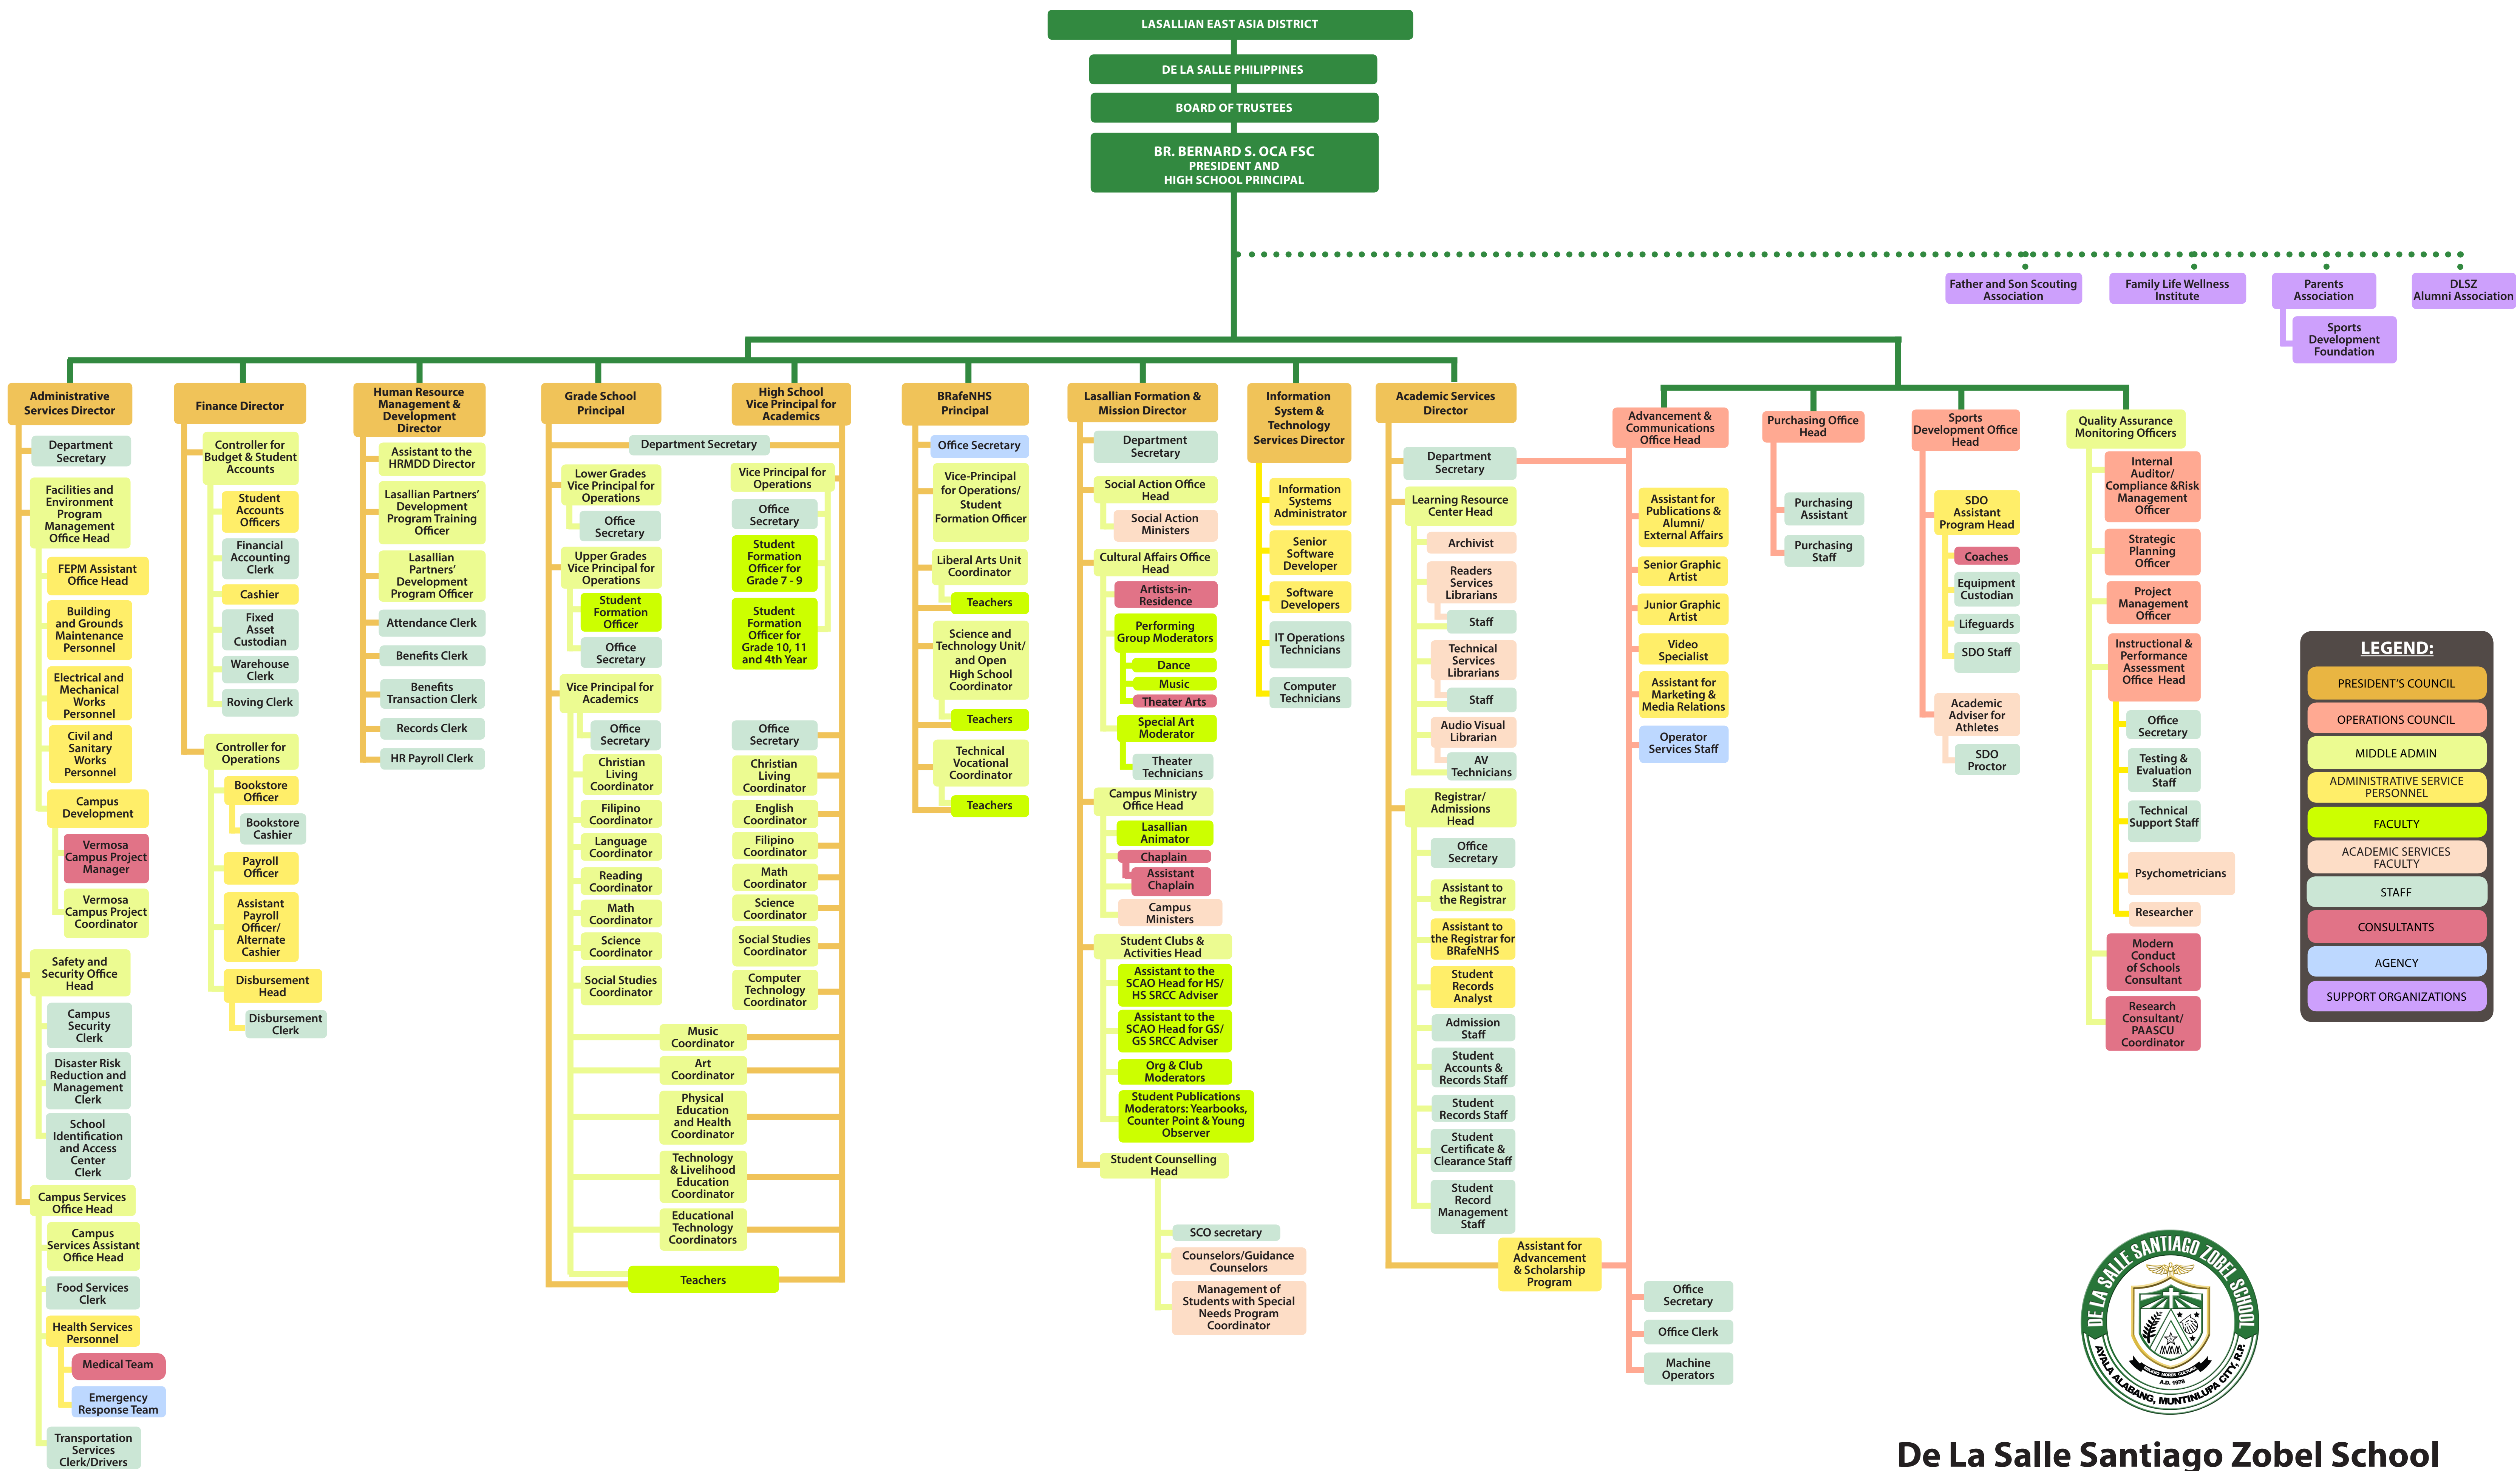 LASALLIAN EAST ASIA DISTRICT
DE LA SALLE PHILIPPINES
BOARD OF TRUSTEES
BR. BERNARD S. OCA FSC
PRESIDENT AND
HIGH SCHOOL PRINCIPAL
Father and Son Scouting
Association
Family Life Wellness
Institute
Parents
Association
DLSZ
Alumni Association
Sports
Development
Foundation
Administrative
Services Director
Department
Secretary
Facilities and
Environment
Program
Management
Office Head
FEPM Assistant
Office Head
Building
and Grounds
Maintenance
Personnel
Electrical and
Mechanical
Works
Personnel
Civil and
Sanitary
Works
Personnel
Campus
Development
Vermosa
Campus Project
Manager
Vermosa
Campus Project
Coordinator
Safety and
Security Office
Head
Campus
Security
Clerk
Disaster Risk
Reduction and
Management
Clerk
School
Identification
and Access
Center
Clerk
Campus Services
Office Head
Campus
Services Assistant
Office Head
Food Services
Clerk
Health Services
Personnel
Medical Team
Emergency
Response Team
Transportation
Services
Clerk/Drivers
Finance Director
Controller for
Budget & Student
Accounts
Student
Accounts
Officers
Financial
Accounting
Clerk
Cashier
Fixed
Asset
Custodian
Warehouse
Clerk
Roving Clerk
Controller for
Operations
Bookstore
Officer
Bookstore
Cashier
Payroll
Officer
Assistant
Payroll
Officer/
Alternate
Cashier
Disbursement
Head
Disbursement
Clerk
Human Resource
Management &
Development
Director
Assistant to the
HRMDD Director
Lasallian Partners’
Development
Program Training
Officer
Lasallian
Partners’
Development
Program Officer
Attendance Clerk
Benefits Clerk
Benefits
Transaction Clerk
Records Clerk
HR Payroll Clerk
Grade School
Principal
Department Secretary
Lower Grades
Vice Principal for
Operations
Office
Secretary
Upper Grades
Vice Principal for
Operations
Student
Formation
Officer
Office
Secretary
Vice Principal for
Academics
Office
Secretary
Christian
Living
Coordinator
Filipino
Coordinator
Language
Coordinator
Reading
Coordinator
Math
Coordinator
Science
Coordinator
Social Studies
Coordinator
High School
Vice Principal for
Academics
Vice Principal for
Operations
Office
Secretary
Student
Formation
Officer for
Grade 7 - 9
Student
Formation
Officer for
Grade 10, 11
and 4th Year
Office
Secretary
Christian
Living
Coordinator
English
Coordinator
Filipino
Coordinator
Math
Coordinator
Science
Coordinator
Social Studies
Coordinator
Computer
Technology
Coordinator
Music
Coordinator
Art
Coordinator
Physical
Education
and Health
Coordinator
Technology
& Livelihood
Education
Coordinator
Educational
Technology
Coordinators
Teachers
BRafeNHS
Principal
Office Secretary
Vice-Principal
for Operations/
Student
Formation Officer
Liberal Arts Unit
Coordinator
Teachers
Science and
Technology Unit/
and Open
High School
Coordinator
Teachers
Technical
Vocational
Coordinator
Teachers
Lasallian Formation &
Mission Director
Department
Secretary
Social Action Office
Head
Social Action
Ministers
Cultural Affairs Office
Head
Artists-in-
Residence
Performing
Group Moderators
Dance
Music
Theater Arts
Special Art
Moderator
Theater
Technicians
Campus Ministry
Office Head
Lasallian
Animator
Chaplain
Assistant
Chaplain
Campus
Ministers
Student Clubs &
Activities Head
Assistant to the
SCAO Head for HS/
HS SRCC Adviser
Assistant to the
SCAO Head for GS/
GS SRCC Adviser
Org & Club
Moderators
Student Publications
Moderators: Yearbooks,
Counter Point & Young
Observer
Student Counselling
Head
SCO secretary
Counselors/Guidance
Counselors
Management of
Students with Special
Needs Program
Coordinator
Information
System &
Technology
Services Director
Information
Systems
Administrator
Senior
Software
Developer
Software
Developers
IT Operations
Technicians
Computer
Technicians
Academic Services
Director
Department
Secretary
Learning Resource
Center Head
Archivist
Readers
Services
Librarians
Staff
Technical
Services
Librarians
Staff
Audio Visual
Librarian
AV
Technicians
Registrar/
Admissions
Head
Office
Secretary
Assistant to
the Registrar
Assistant to
the Registrar for
BRafeNHS
Student
Records
Analyst
Admission
Staff
Student
Accounts &
Records Staff
Student
Records Staff
Student
Certificate &
Clearance Staff
Student
Record
Management
Staff
Assistant for
Advancement
& Scholarship
Program
Advancement &
Communications
Office Head
Assistant for
Publications &
Alumni/
External Affairs
Senior Graphic
Artist
Junior Graphic
Artist
Video
Specialist
Assistant for
Marketing &
Media Relations
Operator
Services Staff
Office
Secretary
Office Clerk
Machine
Operators
Purchasing Office
Head
Purchasing
Assistant
Purchasing
Staff
Sports
Development Office
Head
SDO
Assistant
Program Head
Coaches
Equipment
Custodian
Lifeguards
SDO Staff
Academic
Adviser for
Athletes
SDO
Proctor
Quality Assurance
Monitoring Officers
Internal
Auditor/
Compliance &Risk
Management
Officer
Strategic
Planning
Officer
Project
Management
Officer
Instructional &
Performance
Assessment
Office Head
Office
Secretary
Testing &
Evaluation
Staff
Technical
Support Staff
Psychometricians
Researcher
Modern
Conduct
of Schools
Consultant
Research
Consultant/
PAASCU
Coordinator
LEGEND:
PRESIDENT’S COUNCIL
OPERATIONS COUNCIL
MIDDLE ADMIN
ADMINISTRATIVE SERVICE
PERSONNEL
FACULTY
ACADEMIC SERVICES
FACULTY
STAFF
CONSULTANTS
AGENCY
SUPPORT ORGANIZATIONS
DE LA SALLE SANTIAGO ZOBEL SCHOOL
A.D. 1978
AYALA ALABANG, MUNTINLUPA CITY, R.P.
De La Salle Santiago Zobel School